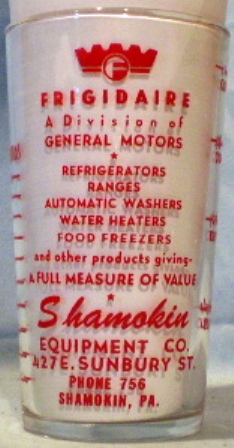 F
FRIGIDAIRE
A Division of
GENERAL MOTORS
REFRIGERATORS
RANGES
AUTOMATIC WASHERS
WATER HEATERS
FOOD FREEZERS
and other products giving-
A FULL MEASURE OF VALUE
Shamokin
EQUIPMENT CO.
427E. SUNBURY ST.
PHONE 756
SHAMOKIN, PA.